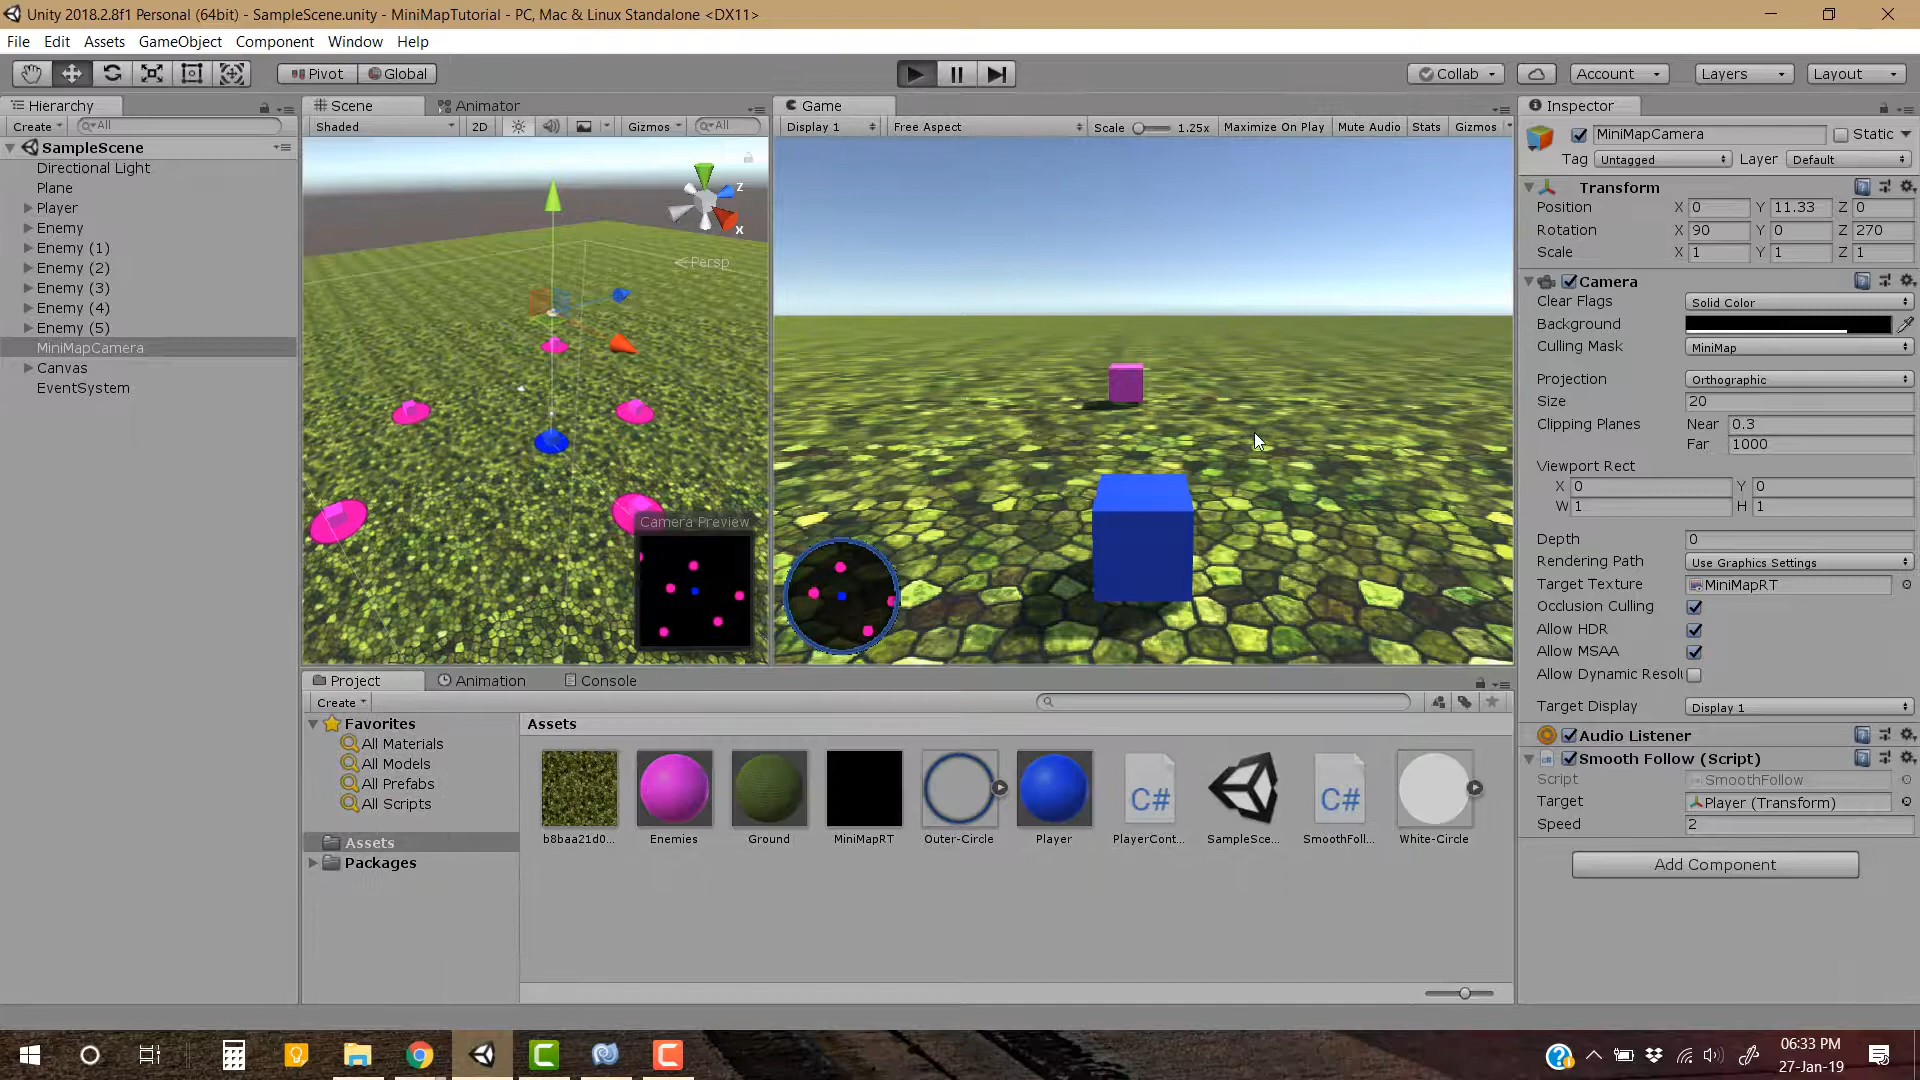 Unity 2018.2.8f1 Personal (64bit) - SampleScene.unity - MiniMapTutorial - PC, Mac & Linux Standalone <DX11>
File Edit Assets GameObject Component Window Help
Pivot Global Collab Account Layers Layout
Hierarchy
Create All
SampleScene
Directional Light
Plane
Player
Enemy
Enemy (1)
Enemy (2)
Enemy (3)
Enemy (4)
Enemy (5)
MiniMapCamera
Canvas
EventSystem
Scene Animator
Shaded 2D Gizmos All
z
x
Persp
Camera Preview
Game
Display 1 Free Aspect Scale 1.25x Maximize On Play Mute Audio Stats Gizmos
Project Animation Console
Create
Favorites
All Materials
All Models
All Prefabs
All Scripts
Assets
Packages
Assets
b8baa21d0... Enemies Ground MiniMapRT Outer-Circle Player PlayerCont... SampleSce... SmoothFoll... White-Circle
C# C#
Inspector
MiniMapCamera Static
Tag Untagged Layer Default
Transform
Position X 0 Y 11.33 Z 0
Rotation X 90 Y 0 Z 270
Scale X 1 Y 1 Z 1
Camera
Clear Flags Solid Color
Background
Culling Mask MiniMap
Projection Orthographic
Size 20
Clipping Planes Near 0.3
Far 1000
Viewport Rect
X 0 Y 0
W 1 H 1
Depth 0
Rendering Path Use Graphics Settings
Target Texture MiniMapRT
Occlusion Culling
Allow HDR
Allow MSAA
Allow Dynamic Resol
Target Display Display 1
Audio Listener
Smooth Follow (Script)
Script SmoothFollow
Target Player (Transform)
Speed 2
Add Component
06:33 PM
27-Jan-19